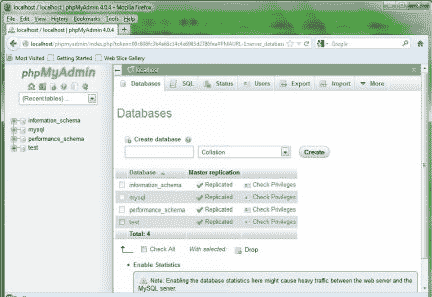 localhost / localhost | phpMyAdmin 4.0.4 - Mozilla Firefox
File Edit View History Bookmarks Tools Help
localhost / localhost | phpMyAdmin 4.0.4
Google
Most Visited Getting Started Web Slice Gallery
phpMyAdmin
(Recent tables) ...
information_schema
mysql
performance_schema
test
localhost
Databases SQL Status Users Export Import More
Databases
Create database
Collation Create
Database Master replication
information_schema Replicated Check Privileges
mysql Replicated Check Privileges
performance_schema Replicated Check Privileges
test Replicated Check Privileges
Total: 4
Check All With selected: Drop
Enable Statistics
Note: Enabling the database statistics here might cause heavy traffic between the web server and the
MySQL server.